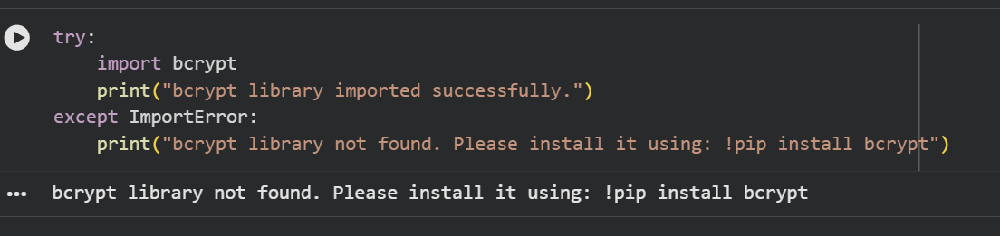 try:
    import bcrypt
    print("bcrypt library imported successfully.")
except ImportError:
    print("bcrypt library not found. Please install it using: !pip install bcrypt")
bcrypt library not found. Please install it using: !pip install bcrypt